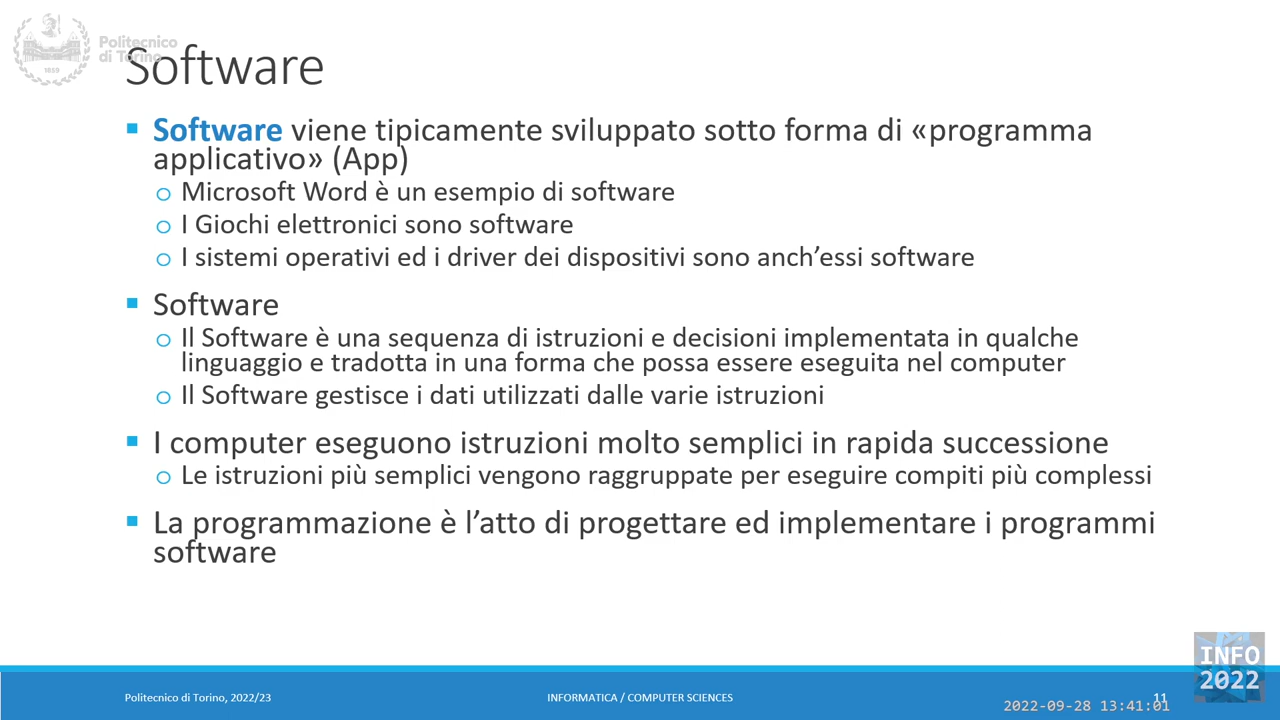 Politecnico
di Torino
1859
Software
▪ Software viene tipicamente sviluppato sotto forma di «programma
applicativo» (App)
o Microsoft Word è un esempio di software
o I Giochi elettronici sono software
o I sistemi operativi ed i driver dei dispositivi sono anch’essi software
▪ Software
o Il Software è una sequenza di istruzioni e decisioni implementata in qualche
linguaggio e tradotta in una forma che possa essere eseguita nel computer
o Il Software gestisce i dati utilizzati dalle varie istruzioni
▪ I computer eseguono istruzioni molto semplici in rapida successione
o Le istruzioni più semplici vengono raggruppate per eseguire compiti più complessi
▪ La programmazione è l’atto di progettare ed implementare i programmi
software
INFO
2022
Politecnico di Torino, 2022/23
INFORMATICA / COMPUTER SCIENCES
11
2022-09-28 13:41:01